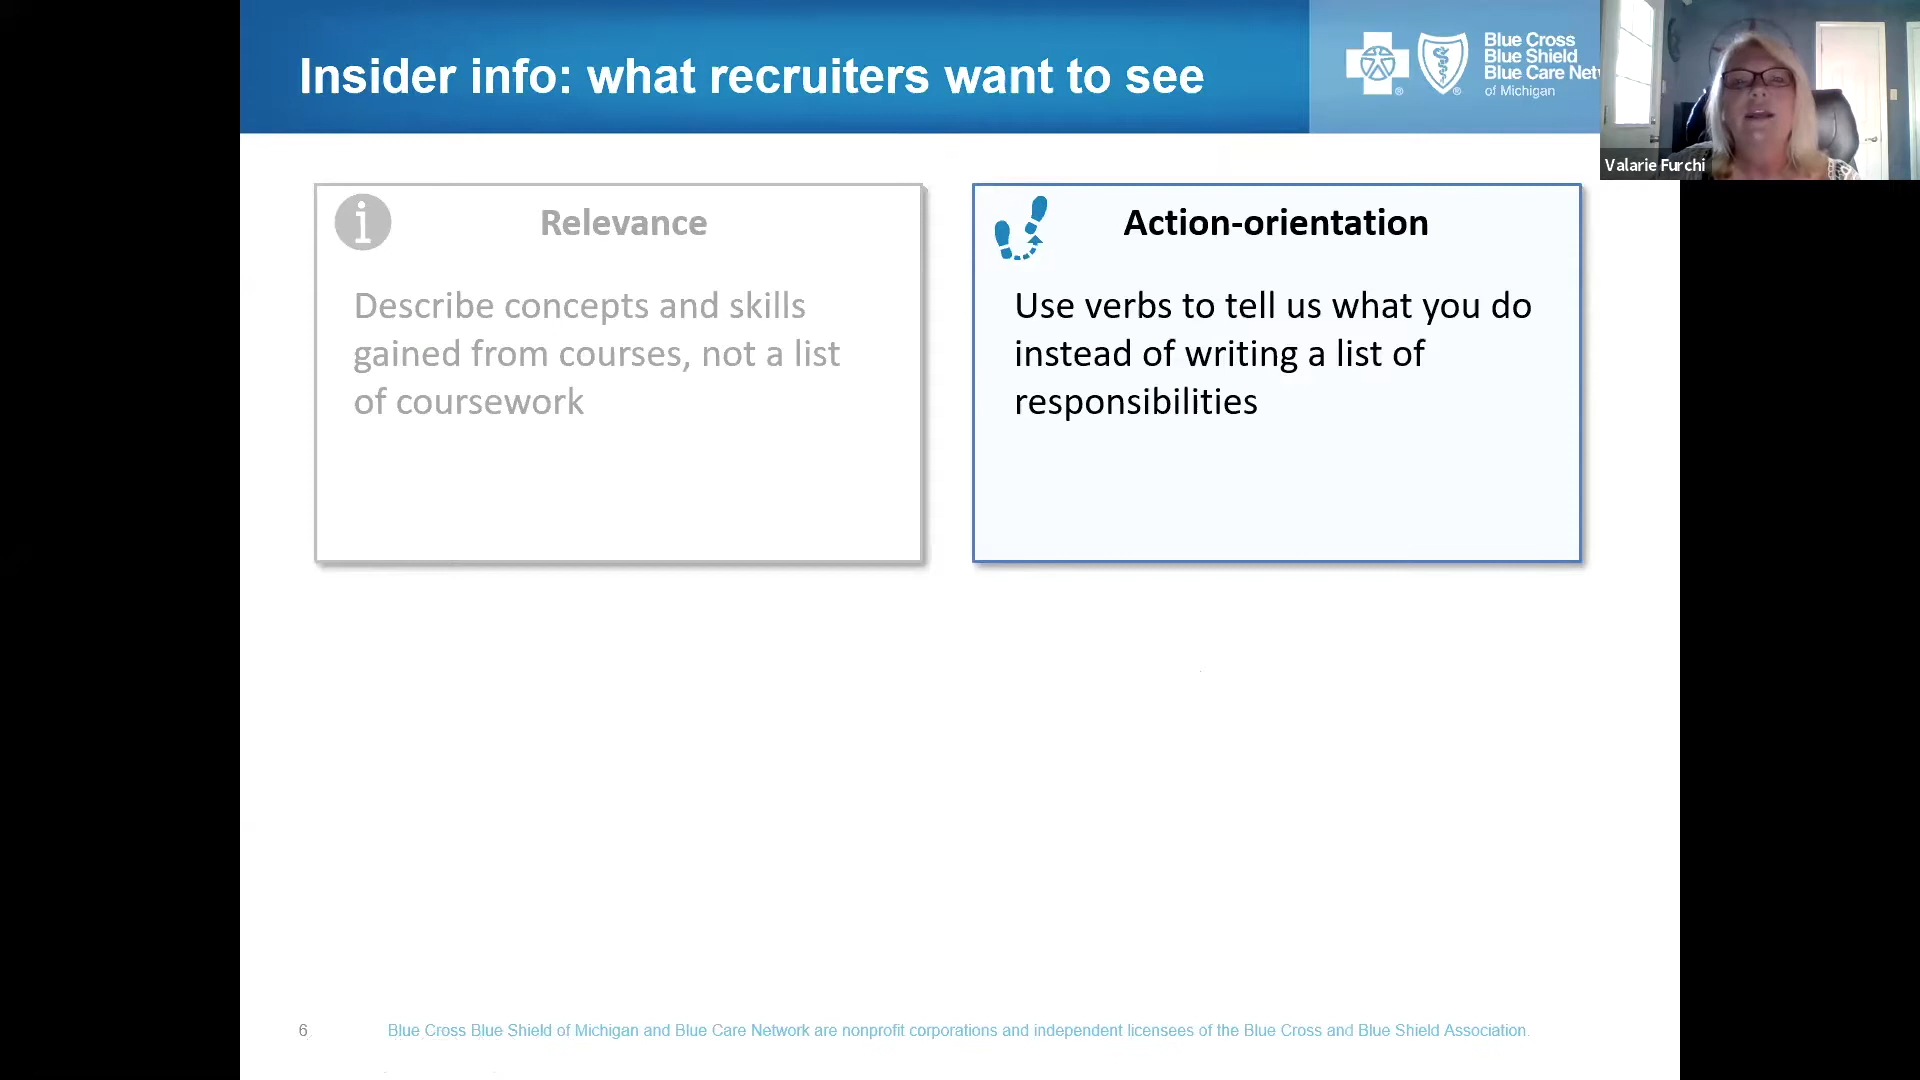 Insider info: what recruiters want to see
Blue Cross
Blue Shield
Blue Care Net
of Michigan
Valarie Furchi
Relevance
Describe concepts and skills
gained from courses, not a list
of coursework
Action-orientation
Use verbs to tell us what you do
instead of writing a list of
responsibilities
6
Blue Cross Blue Shield of Michigan and Blue Care Network are nonprofit corporations and independent licensees of the Blue Cross and Blue Shield Association.